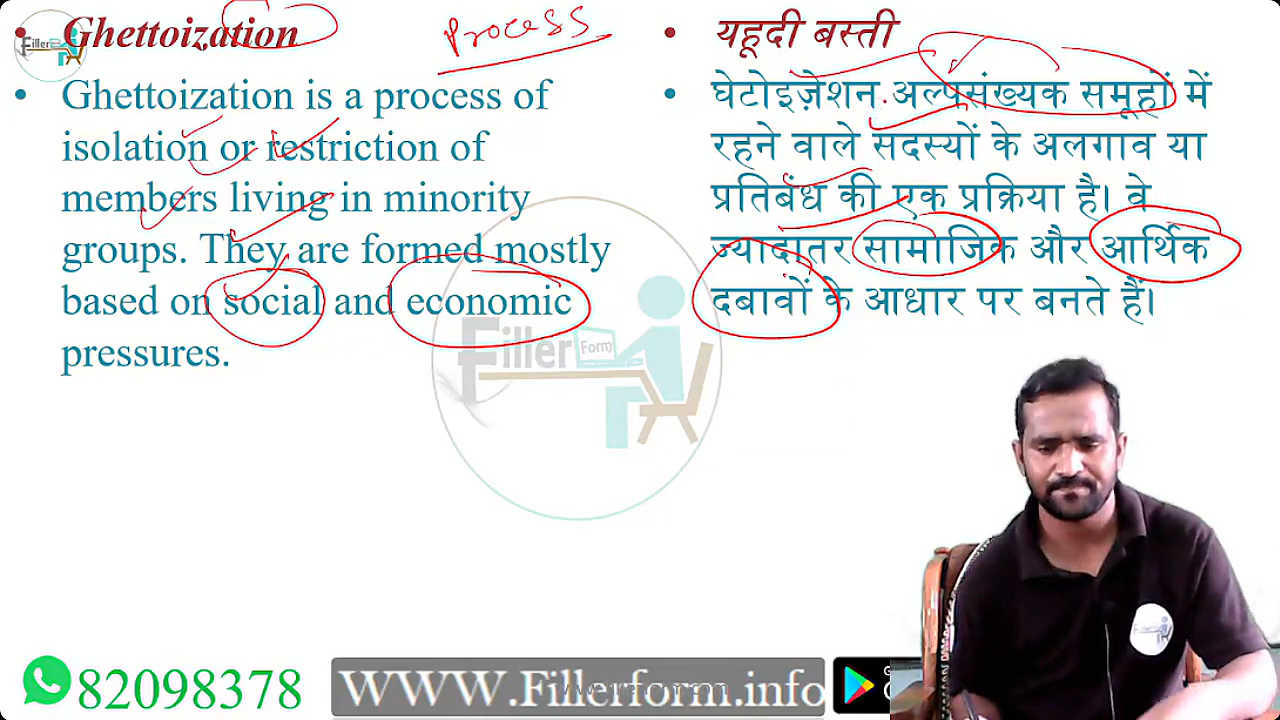 Ghettoization
Process
Ghettoization is a process of
isolation or restriction of
members living in minority
groups. They are formed mostly
based on social and economic
pressures.
यहूदी बस्ती
घेटोइज़ेशन अल्पसंख्यक समूहों में
रहने वाले सदस्यों के अलगाव या
प्रतिबंध की एक प्रक्रिया है। वे
ज्यादातर सामाजिक और आर्थिक
दबावों के आधार पर बनते हैं।
Filler Form
82098378
www.Fillerform.info